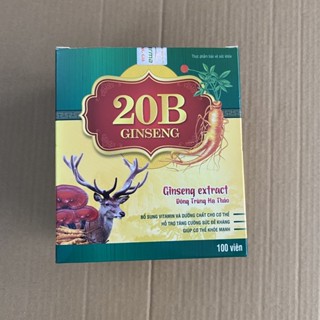 Thực phẩm bảo vệ sức khỏe
20B
GINSENG
Ginseng extract
Đông Trùng Hạ Thảo
BỔ SUNG VITAMIN VÀ DƯỠNG CHẤT CHO CƠ THỂ
HỖ TRỢ TĂNG CƯỜNG SỨC ĐỀ KHÁNG
GIÚP CƠ THỂ KHỎE MẠNH
100 viên